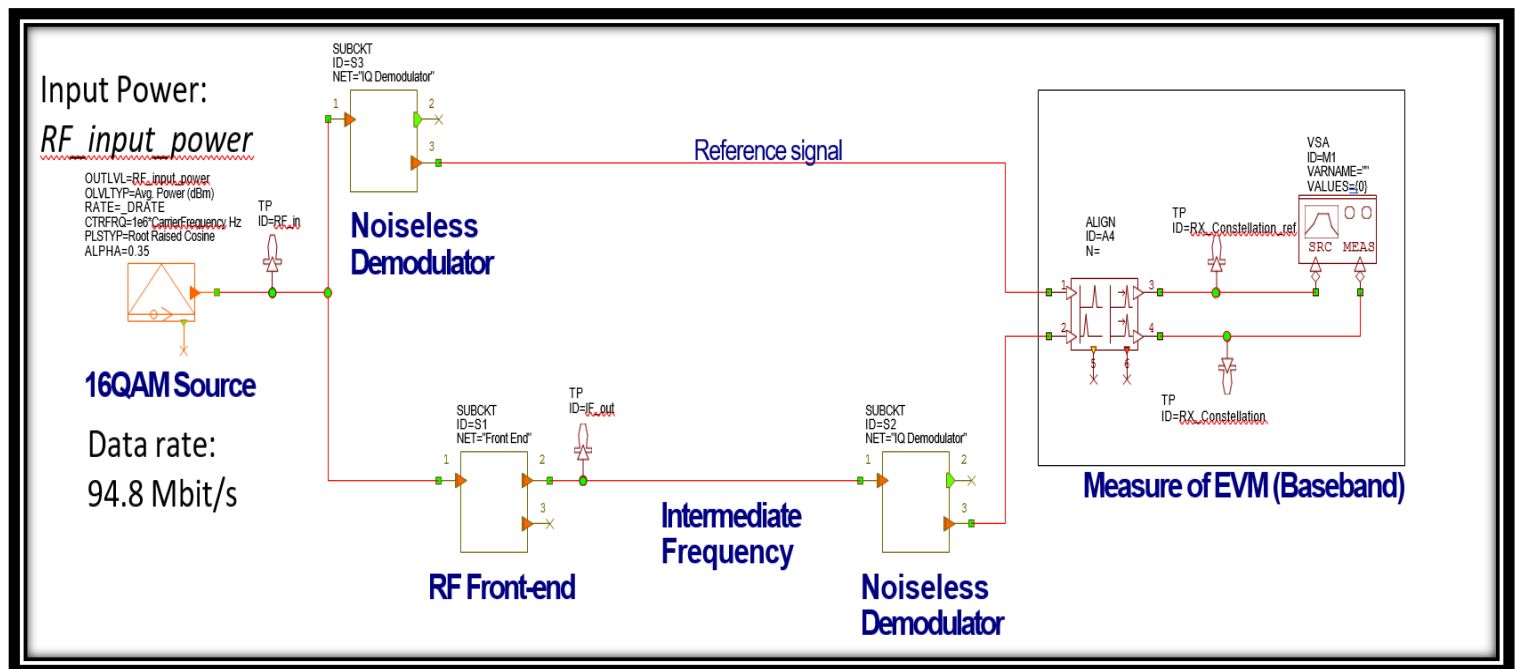 Input Power:
RF_input_power
OUTLVL=RF_input_power
OLVLTYP=Avg. Power (dBm)
RATE=_DRATE
CTRFRQ=1e6*CarrierFrequency Hz
PLSTYP=Root Raised Cosine
ALPHA=0.35
TP
ID=RF_in
16QAM Source
Data rate:
94.8 Mbit/s
SUBCKT
ID=S3
NET="IQ Demodulator"
1
2
3
Noiseless
Demodulator
Reference signal
SUBCKT
ID=S1
NET="Front End"
1
2
3
RF Front-end
TP
ID=IF_out
Intermediate
Frequency
SUBCKT
ID=S2
NET="IQ Demodulator"
1
2
3
Noiseless
Demodulator
ALIGN
ID=A4
N=
1
2
3
4
5
6
TP
ID=RX_Constellation_ref
VSA
ID=M1
VARNAME=""
VALUES={0}
SRC MEAS
TP
ID=RX_Constellation
Measure of EVM (Baseband)